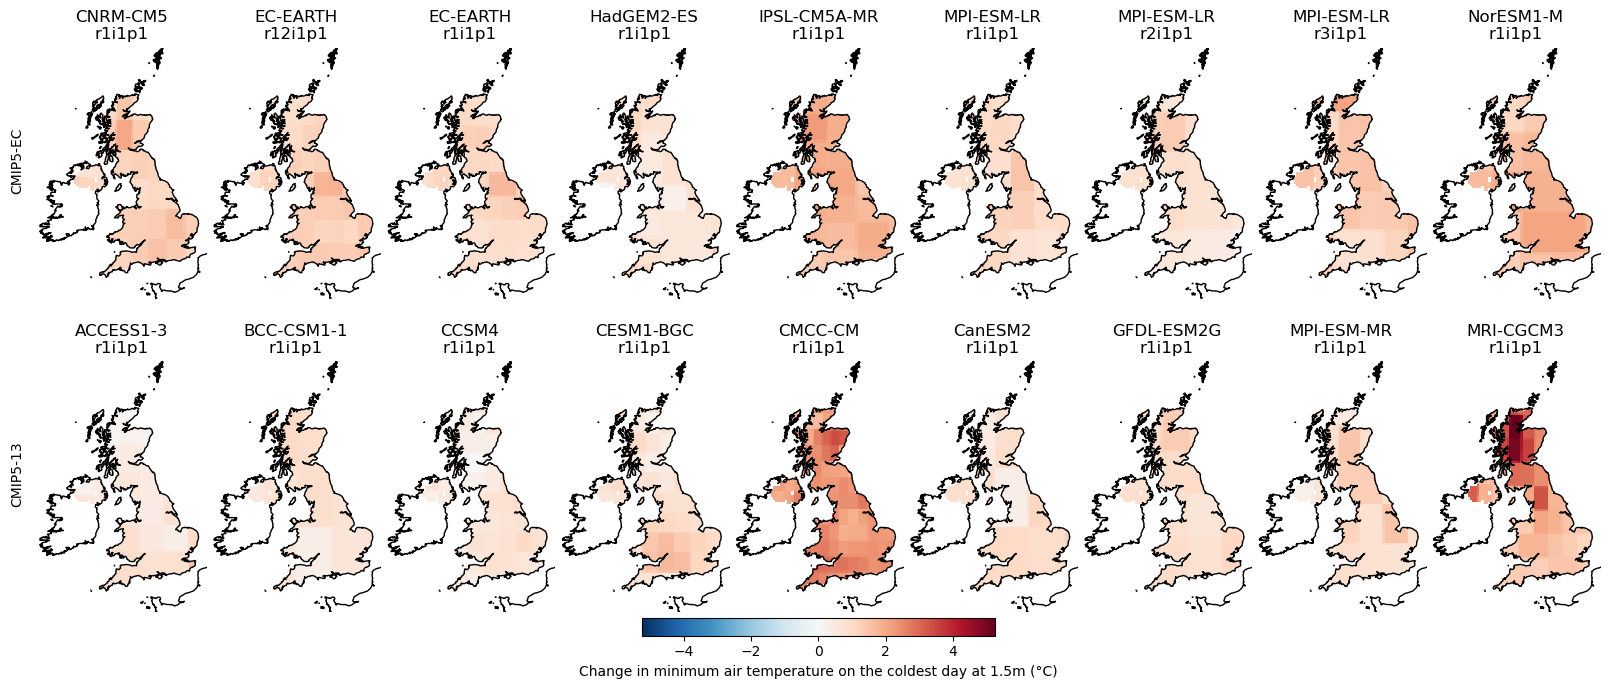 CNRM-CM5
r1i1p1
EC-EARTH
r12i1p1
EC-EARTH
r1i1p1
HadGEM2-ES
r1i1p1
IPSL-CM5A-MR
r1i1p1
MPI-ESM-LR
r1i1p1
MPI-ESM-LR
r2i1p1
MPI-ESM-LR
r3i1p1
NorESM1-M
r1i1p1
CMIP5-EC
ACCESS1-3
r1i1p1
BCC-CSM1-1
r1i1p1
CCSM4
r1i1p1
CESM1-BGC
r1i1p1
CMCC-CM
r1i1p1
CanESM2
r1i1p1
GFDL-ESM2G
r1i1p1
MPI-ESM-MR
r1i1p1
MRI-CGCM3
r1i1p1
CMIP5-13
−4 −2 0 2 4
Change in minimum air temperature on the coldest day at 1.5m (°C)